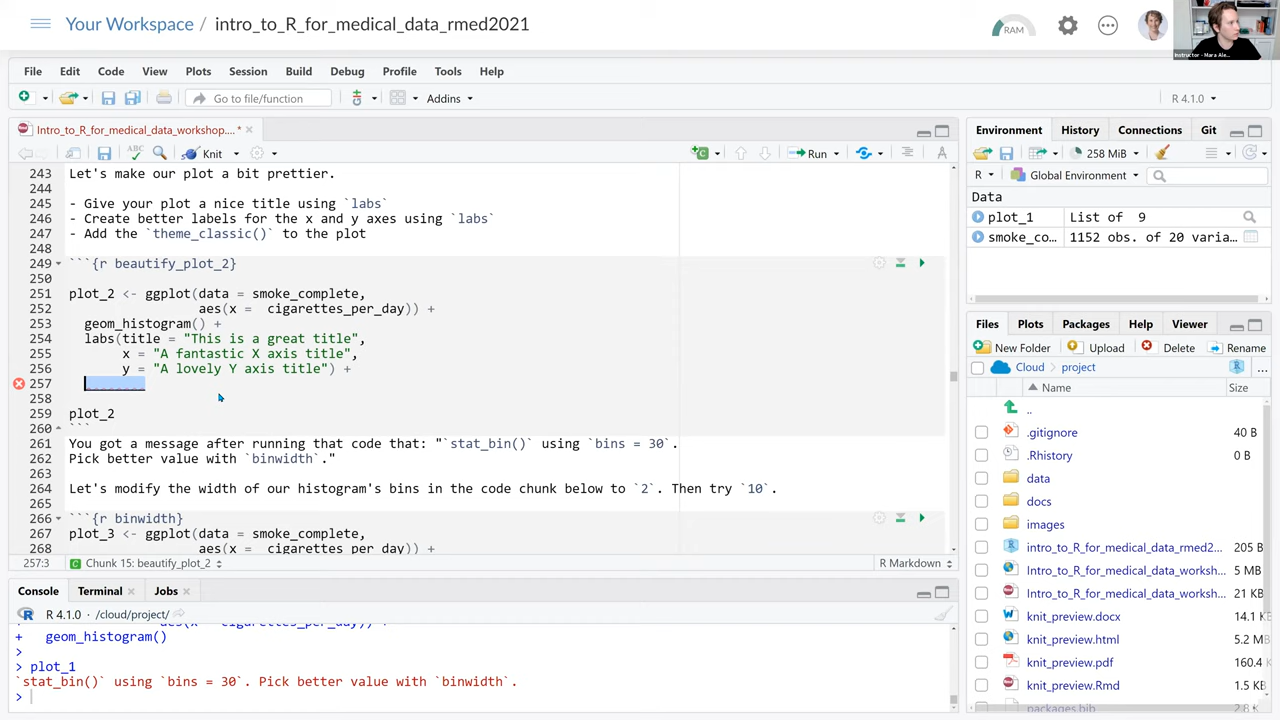 Your Workspace / intro_to_R_for_medical_data_rmed2021
RAM
Instructor - Mara Ale...
File Edit Code View Plots Session Build Debug Profile Tools Help
Go to file/function
Addins
R 4.1.0
Intro_to_R_for_medical_data_workshop....*
ABC
Knit
Run
243 Let's make our plot a bit prettier.
244
245 - Give your plot a nice title using `labs`
246 - Create better labels for the x and y axes using `labs`
247 - Add the `theme_classic()` to the plot
248
249 ```{r beautify_plot_2}
250
251 plot_2 <- ggplot(data = smoke_complete,
252 aes(x =  cigarettes_per_day)) +
253 geom_histogram() +
254 labs(title = "This is a great title",
255 x = "A fantastic X axis title",
256 y = "A lovely Y axis title") +
257 ________
258
259 plot_2
260 ```
261 You got a message after running that code that: "`stat_bin()` using `bins = 30`.
262 Pick better value with `binwidth`."
263
264 Let's modify the width of our histogram's bins in the code chunk below to `2`. Then try `10`.
265
266 ```{r binwidth}
267 plot_3 <- ggplot(data = smoke_complete,
268 aes(x =  cigarettes_per_day)) +
257:3 Chunk 15: beautify_plot_2 R Markdown
Console Terminal Jobs
R 4.1.0 · /cloud/project/
aes(x =  cigarettes_per_day)) +
+ geom_histogram()
>
> plot_1
`stat_bin()` using `bins = 30`. Pick better value with `binwidth`.
>
Environment History Connections Git
258 MiB
R Global Environment
Data
plot_1 List of  9
smoke_co… 1152 obs. of 20 varia…
Files Plots Packages Help Viewer
New Folder Upload Delete Rename
Cloud project ...
Name Size
..
.gitignore 40 B
.Rhistory 0 B
data
docs
images
intro_to_R_for_medical_data_rmed2... 205 B
Intro_to_R_for_medical_data_worksh... 5 MB
Intro_to_R_for_medical_data_worksh... 21 KB
knit_preview.docx 14.1 K
knit_preview.html 5.2 M
knit_preview.pdf 160.4
knit_preview.Rmd 1.5 KB
packages.bib 2.8 K